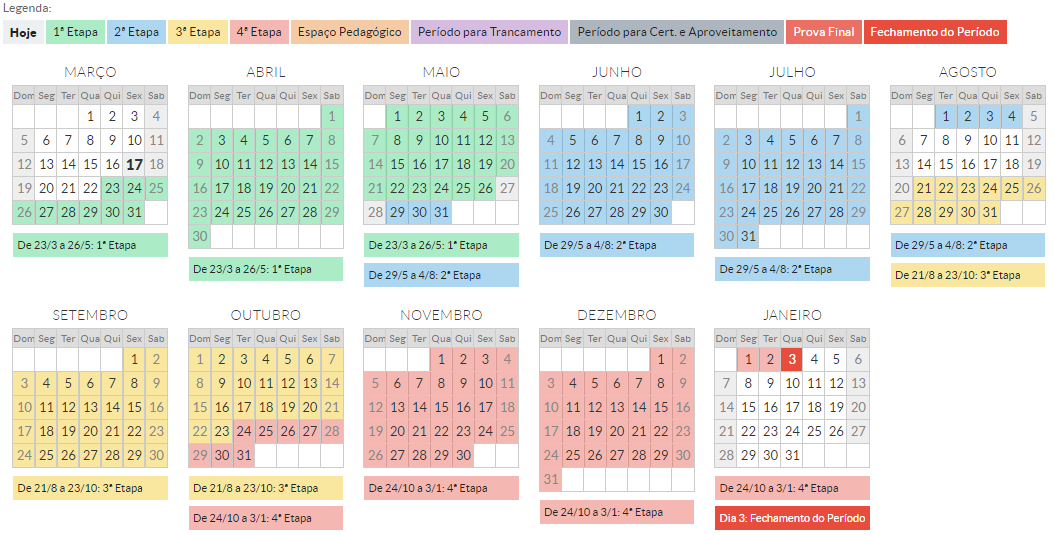 Legenda:
Hoje 1ª Etapa 2ª Etapa 3ª Etapa 4ª Etapa Espaço Pedagógico Período para Trancamento Período para Cert. e Aproveitamento Prova Final Fechamento do Período
MARÇO
Dom Seg Ter Qua Qui Sex Sab
1 2 3 4
5 6 7 8 9 10 11
12 13 14 15 16 17 18
19 20 21 22 23 24 25
26 27 28 29 30 31
De 23/3 a 26/5: 1ª Etapa
ABRIL
Dom Seg Ter Qua Qui Sex Sab
1
2 3 4 5 6 7 8
9 10 11 12 13 14 15
16 17 18 19 20 21 22
23 24 25 26 27 28 29
30
De 23/3 a 26/5: 1ª Etapa
MAIO
Dom Seg Ter Qua Qui Sex Sab
1 2 3 4 5 6
7 8 9 10 11 12 13
14 15 16 17 18 19 20
21 22 23 24 25 26 27
28 29 30 31
De 23/3 a 26/5: 1ª Etapa
De 29/5 a 4/8: 2ª Etapa
JUNHO
Dom Seg Ter Qua Qui Sex Sab
1 2 3
4 5 6 7 8 9 10
11 12 13 14 15 16 17
18 19 20 21 22 23 24
25 26 27 28 29 30
De 29/5 a 4/8: 2ª Etapa
JULHO
Dom Seg Ter Qua Qui Sex Sab
1
2 3 4 5 6 7 8
9 10 11 12 13 14 15
16 17 18 19 20 21 22
23 24 25 26 27 28 29
30 31
De 29/5 a 4/8: 2ª Etapa
AGOSTO
Dom Seg Ter Qua Qui Sex Sab
1 2 3 4 5
6 7 8 9 10 11 12
13 14 15 16 17 18 19
20 21 22 23 24 25 26
27 28 29 30 31
De 29/5 a 4/8: 2ª Etapa
De 21/8 a 23/10: 3ª Etapa
SETEMBRO
Dom Seg Ter Qua Qui Sex Sab
1 2
3 4 5 6 7 8 9
10 11 12 13 14 15 16
17 18 19 20 21 22 23
24 25 26 27 28 29 30
De 21/8 a 23/10: 3ª Etapa
OUTUBRO
Dom Seg Ter Qua Qui Sex Sab
1 2 3 4 5 6 7
8 9 10 11 12 13 14
15 16 17 18 19 20 21
22 23 24 25 26 27 28
29 30 31
De 21/8 a 23/10: 3ª Etapa
De 24/10 a 3/1: 4ª Etapa
NOVEMBRO
Dom Seg Ter Qua Qui Sex Sab
1 2 3 4
5 6 7 8 9 10 11
12 13 14 15 16 17 18
19 20 21 22 23 24 25
26 27 28 29 30
De 24/10 a 3/1: 4ª Etapa
DEZEMBRO
Dom Seg Ter Qua Qui Sex Sab
1 2
3 4 5 6 7 8 9
10 11 12 13 14 15 16
17 18 19 20 21 22 23
24 25 26 27 28 29 30
31
De 24/10 a 3/1: 4ª Etapa
JANEIRO
Dom Seg Ter Qua Qui Sex Sab
1 2 3 4 5 6
7 8 9 10 11 12 13
14 15 16 17 18 19 20
21 22 23 24 25 26 27
28 29 30 31
De 24/10 a 3/1: 4ª Etapa
Dia 3: Fechamento do Período